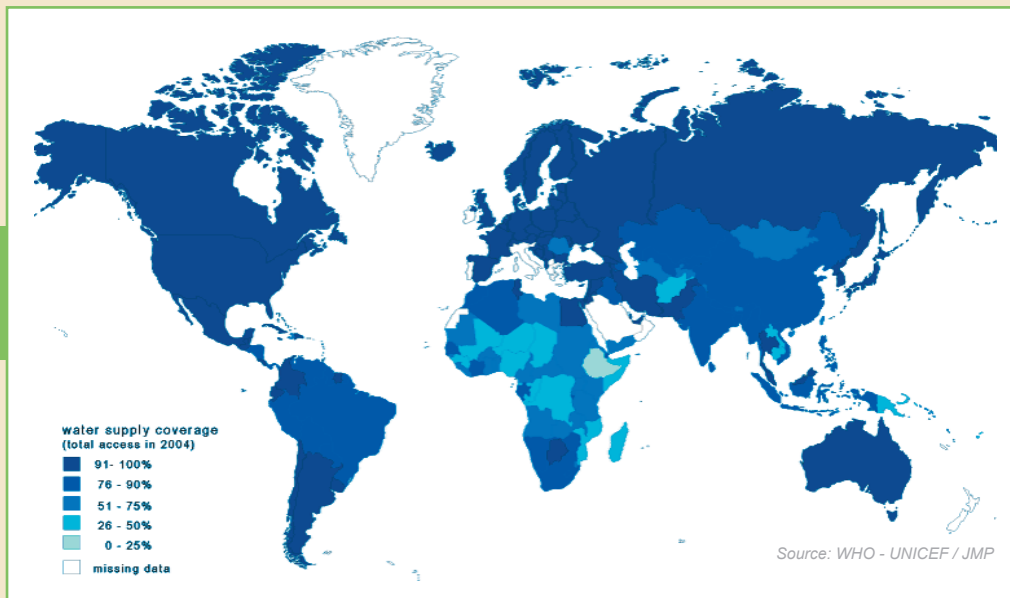 water supply coverage
(total access in 2004)
91- 100%
76 - 90%
51 - 75%
26 - 50%
0 - 25%
missing data
Source: WHO - UNICEF / JMP